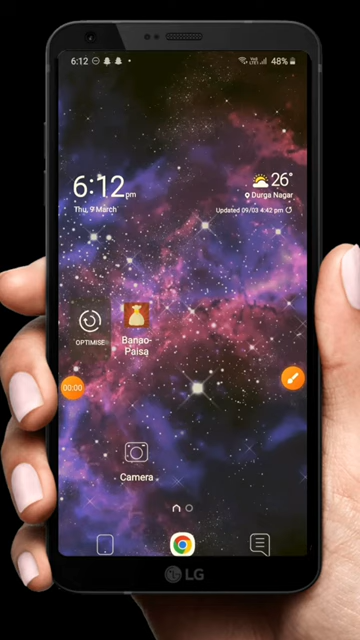 6:12
48%
6:12pm
Thu, 9 March
26°
Durga Nagar
Updated 09/03 4:42 pm
OPTIMISE
Banao-
Paisa
00:00
Camera
LG